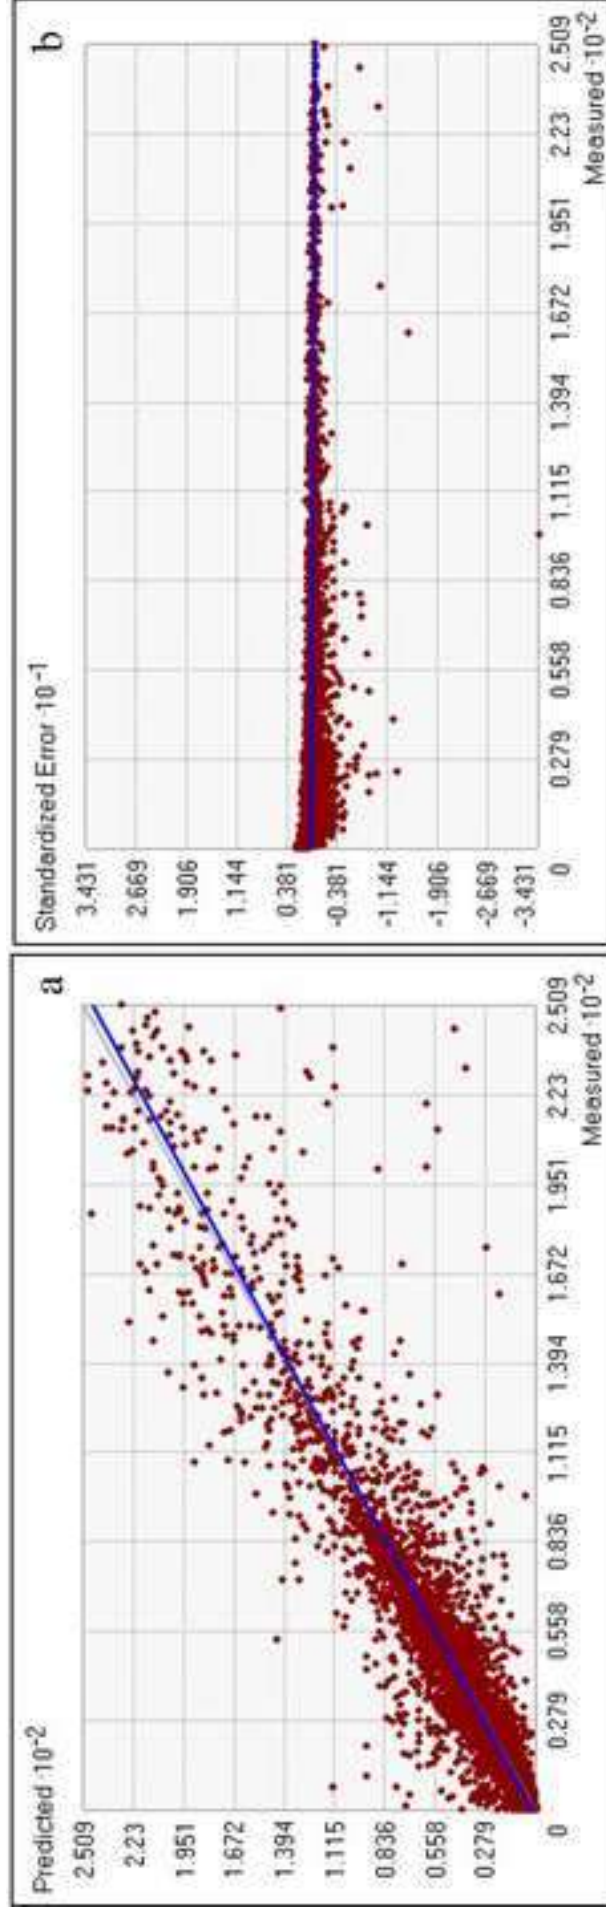 a
Predicted ·10⁻²
2.509
2.23
1.951
1.672
1.394
1.115
0.836
0.558
0.279
0 0.279 0.558 0.836 1.115 1.394 1.672 1.951 2.23 2.509
Measured ·10⁻²
b
Standardized Error ·10⁻¹
3.431
2.669
1.906
1.144
0.381
-0.381
-1.144
-1.906
-2.669
-3.431
0 0.279 0.558 0.836 1.115 1.394 1.672 1.951 2.23 2.509
Measured ·10⁻²